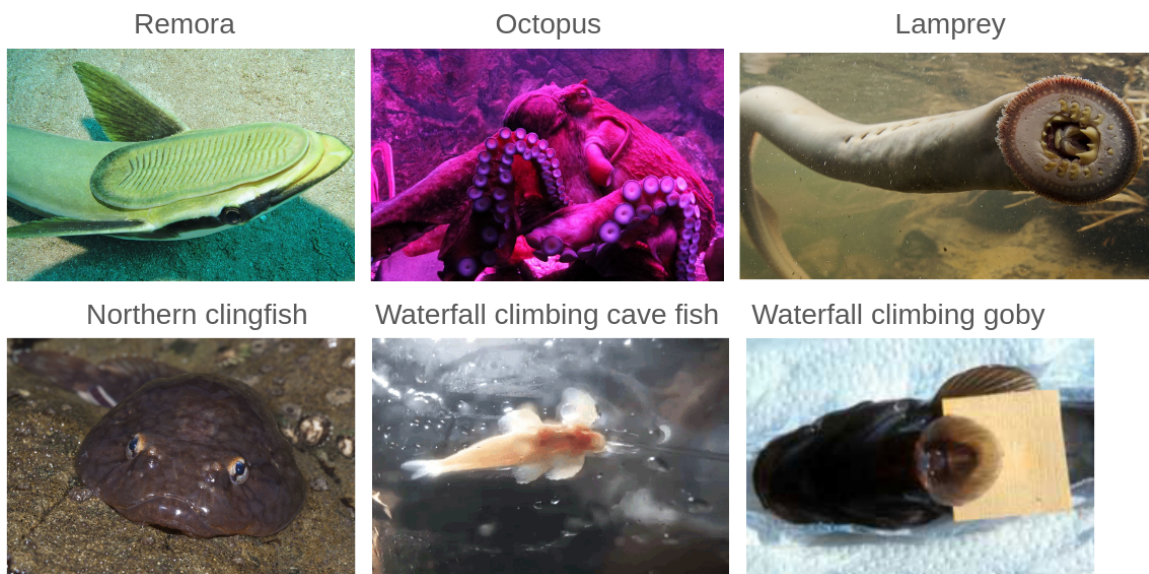 Remora
Octopus
Lamprey
Northern clingfish
Waterfall climbing cave fish
Waterfall climbing goby